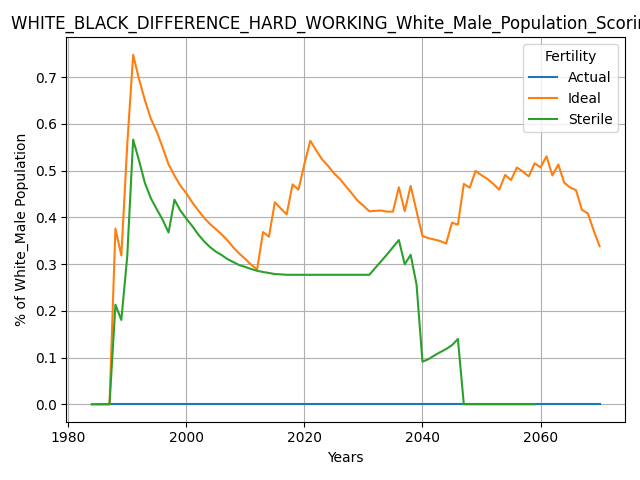 WHITE_BLACK_DIFFERENCE_HARD_WORKING_White_Male_Population_Scorin
Fertility
Actual
Ideal
Sterile
% of White_Male Population
0.7
0.6
0.5
0.4
0.3
0.2
0.1
0.0
1980 2000 2020 2040 2060
Years